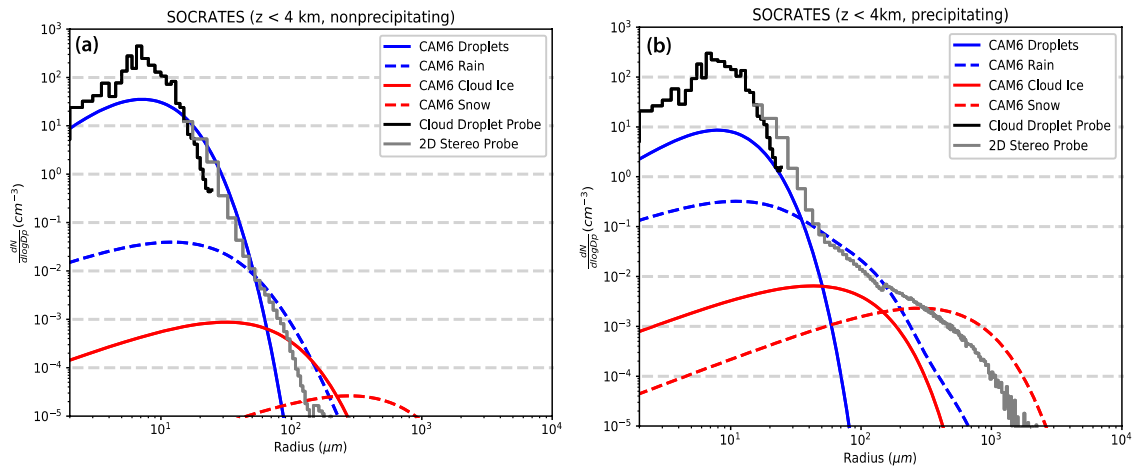 SOCRATES (z < 4 km, nonprecipitating)
(a)
CAM6 Droplets
CAM6 Rain
CAM6 Cloud Ice
CAM6 Snow
Cloud Droplet Probe
2D Stereo Probe
10³
10²
10¹
10⁰
10⁻¹
10⁻²
10⁻³
10⁻⁴
10⁻⁵
dN/dlogDp (cm⁻³)
10¹ 10² 10³ 10⁴
Radius (μm)
SOCRATES (z < 4km, precipitating)
(b)
CAM6 Droplets
CAM6 Rain
CAM6 Cloud Ice
CAM6 Snow
Cloud Droplet Probe
2D Stereo Probe
10³
10²
10¹
10⁰
10⁻¹
10⁻²
10⁻³
10⁻⁴
10⁻⁵
dN/dlogDp (cm⁻³)
10¹ 10² 10³ 10⁴
Radius (μm)